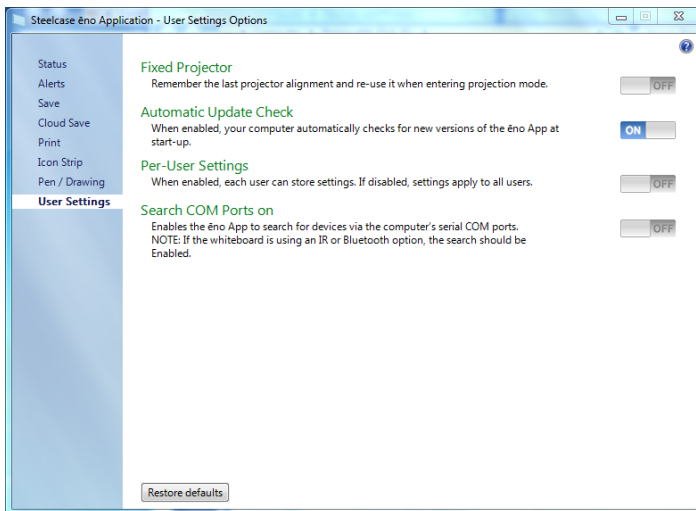 Steelcase ēno Application - User Settings Options
Status
Alerts
Save
Cloud Save
Print
Icon Strip
Pen / Drawing
User Settings
Fixed Projector
Remember the last projector alignment and re-use it when entering projection mode.
OFF
Automatic Update Check
When enabled, your computer automatically checks for new versions of the ēno App at
start-up.
ON
Per-User Settings
When enabled, each user can store settings. If disabled, settings apply to all users.
OFF
Search COM Ports on
Enables the ēno App to search for devices via the computer's serial COM ports.
NOTE: If the whiteboard is using an IR or Bluetooth option, the search should be
Enabled.
OFF
Restore defaults